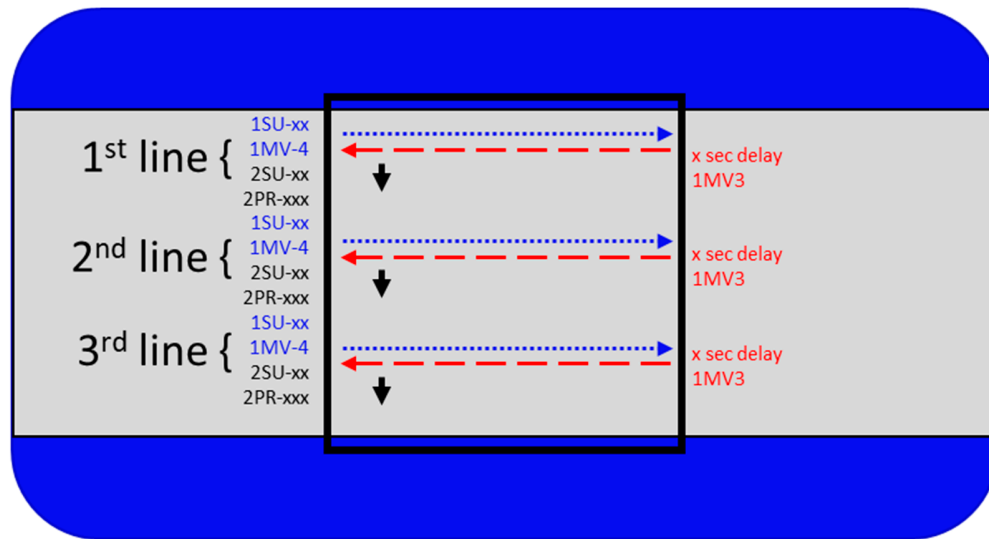 1SU-xx
1st line { 1MV-4
2SU-xx
2PR-xxx
x sec delay
1MV3
1SU-xx
2nd line { 1MV-4
2SU-xx
2PR-xxx
x sec delay
1MV3
1SU-xx
3rd line { 1MV-4
2SU-xx
2PR-xxx
x sec delay
1MV3